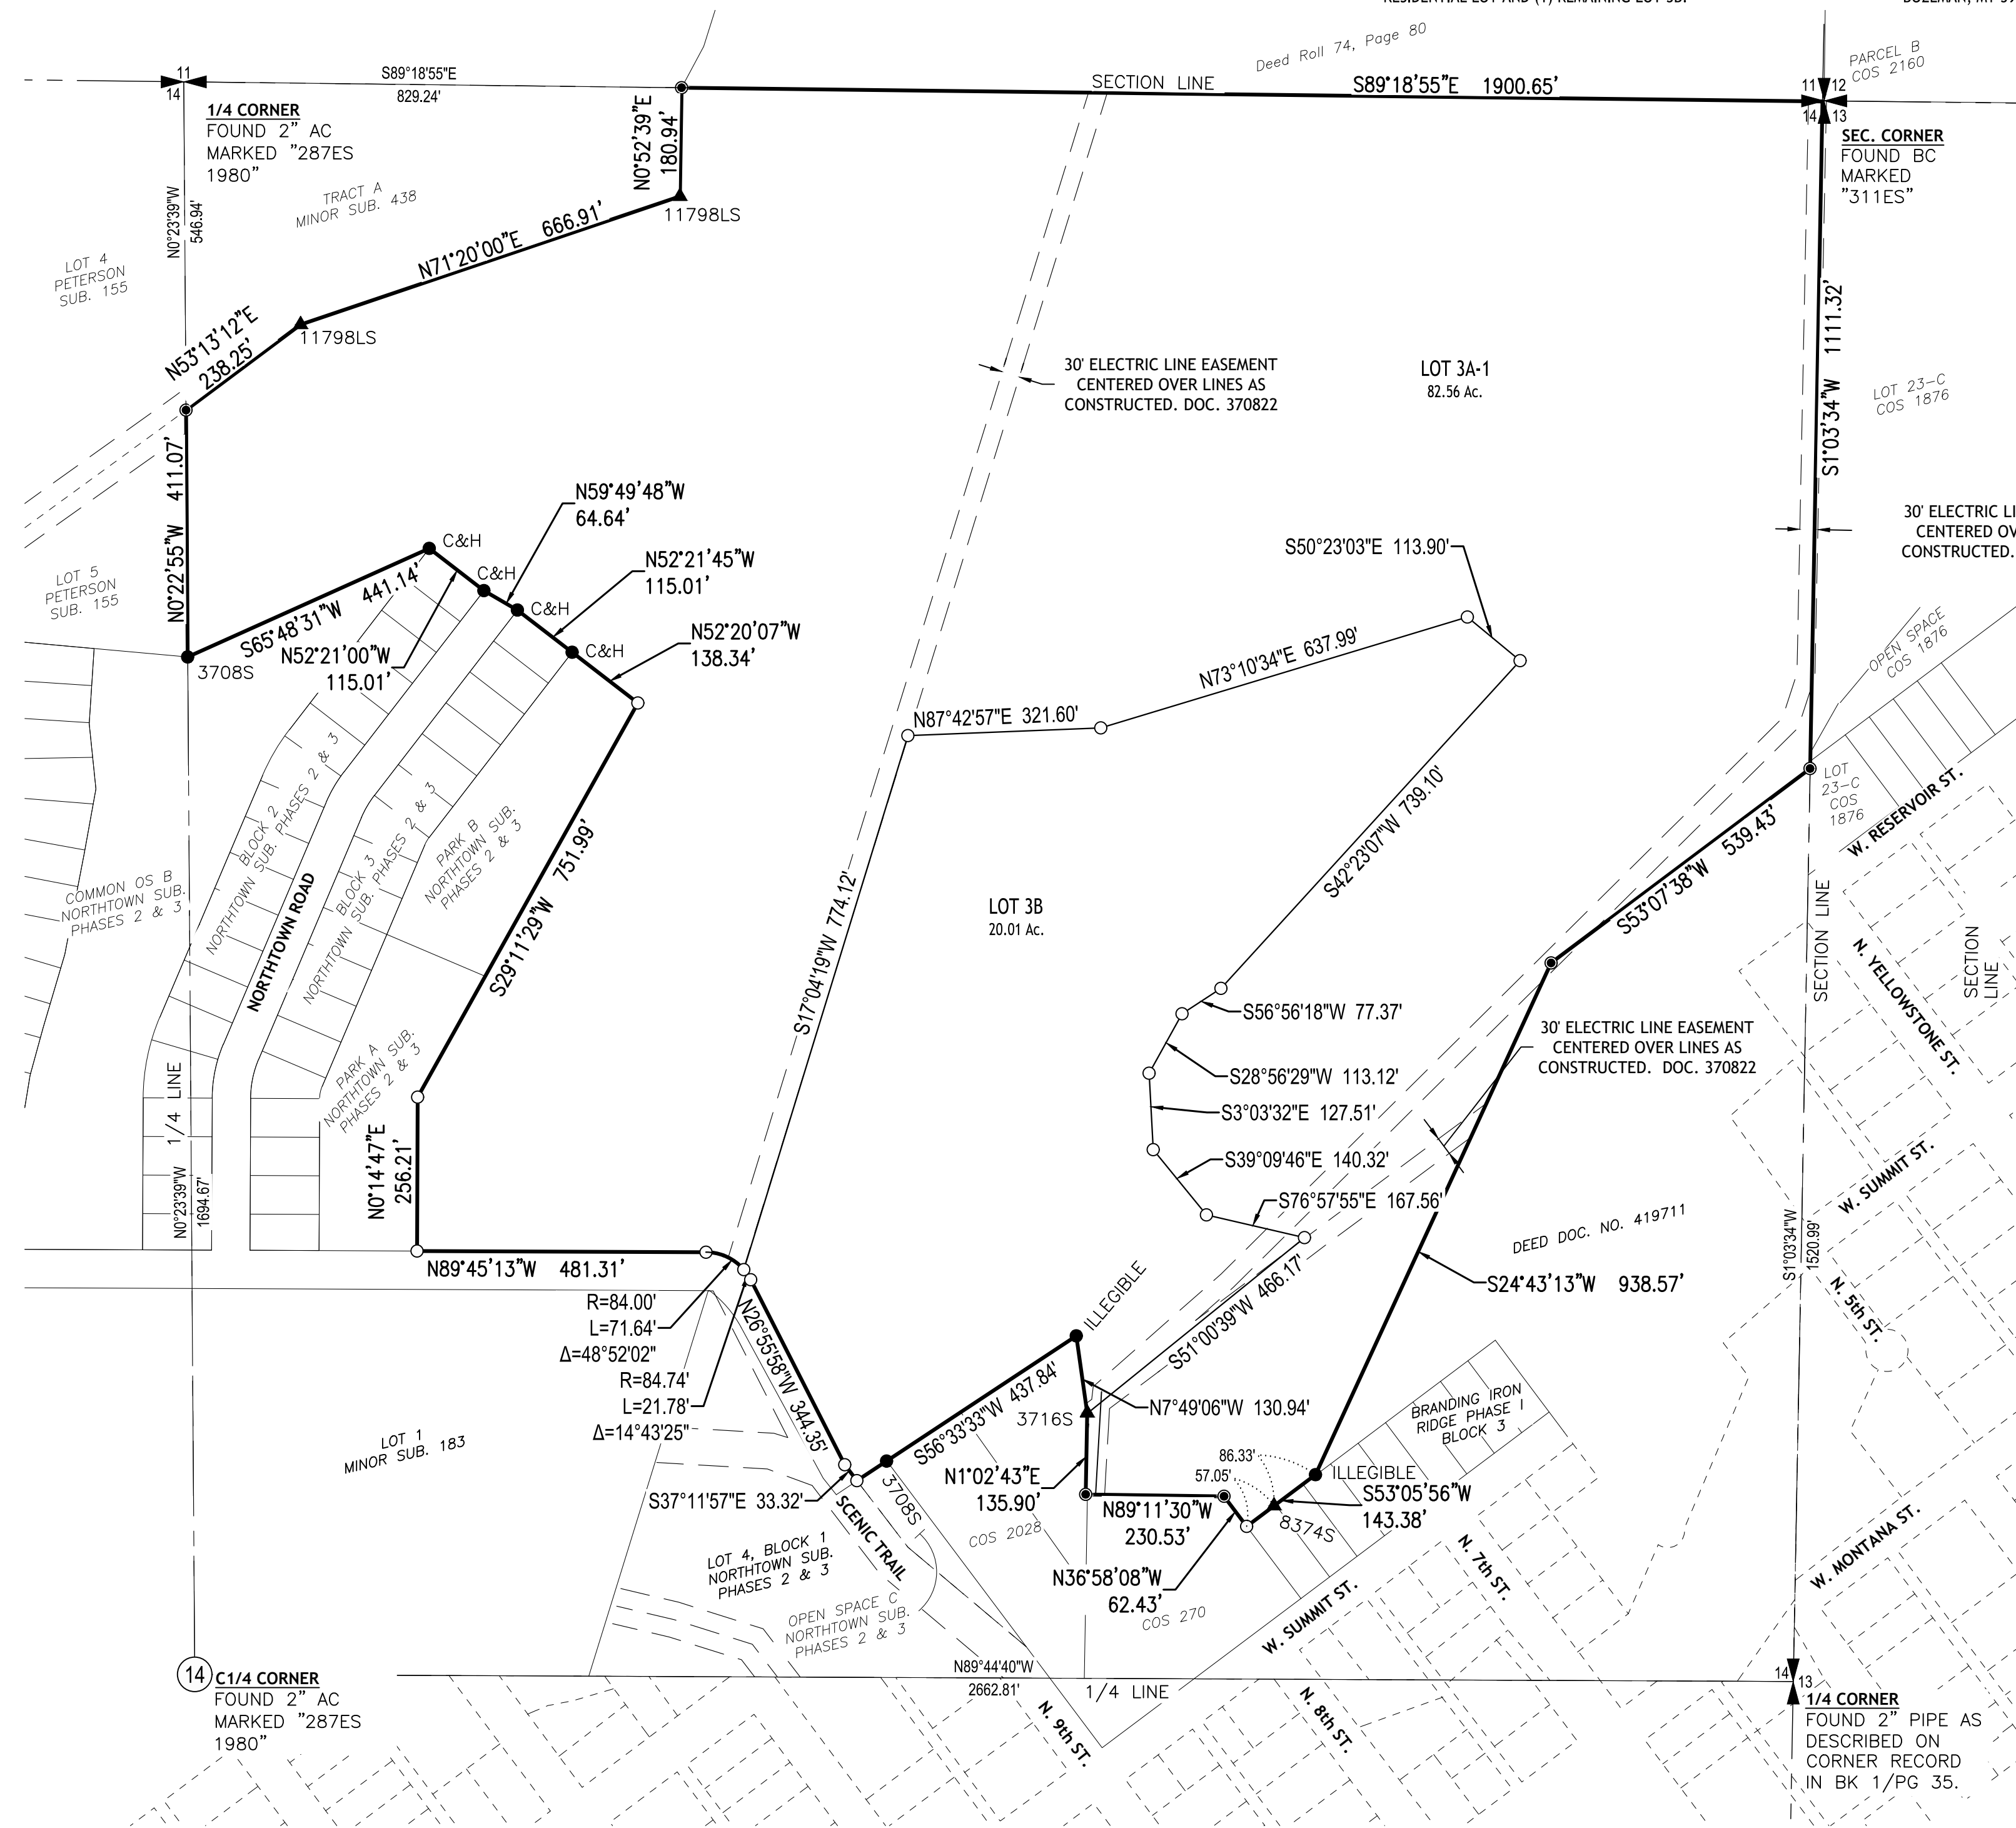 Deed Roll 74, Page 80
PARCEL B
COS 2160
11
14
S89°18'55"E
829.24'
SECTION LINE
S89°18'55"E 1900.65'
11
12
14
13
1/4 CORNER
FOUND 2" AC
MARKED "287ES
1980"
N0°52'39"E
180.94'
SEC. CORNER
FOUND BC
MARKED
"311ES"
TRACT A
MINOR SUB. 438
11798LS
N0°23'39"W
546.94'
N71°20'00"E 666.91'
LOT 4
PETERSON
SUB. 155
11798LS
N53°13'12"E
238.25'
30' ELECTRIC LINE EASEMENT
CENTERED OVER LINES AS
CONSTRUCTED. DOC. 370822
LOT 3A-1
82.56 Ac.
S1°03'34"W 1111.32'
LOT 23-C
COS 1876
N0°22'55"W 411.07'
N59°49'48"W
64.64'
30' ELECTRIC LI
CENTERED OV
CONSTRUCTED.
C&H
C&H
C&H
C&H
N52°21'45"W
115.01'
S50°23'03"E 113.90'
LOT 5
PETERSON
SUB. 155
S65°48'31"W 441.14'
N52°21'00"W
115.01'
N52°20'07"W
138.34'
3708S
OPEN SPACE
COS 1876
N73°10'34"E 637.99'
N87°42'57"E 321.60'
LOT
23-C
COS
1876
W. RESERVOIR ST.
BLOCK 2
NORTHTOWN SUB. PHASES 2 & 3
BLOCK 3
NORTHTOWN SUB. PHASES 2 & 3
PARK B
NORTHTOWN SUB.
PHASES 2 & 3
S29°11'29"W 751.99'
S42°23'07"W 739.10'
S53°07'38"W 539.43'
COMMON OS B
NORTHTOWN SUB.
PHASES 2 & 3
NORTHTOWN ROAD
S17°04'19"W 774.12'
LOT 3B
20.01 Ac.
SECTION LINE
N. YELLOWSTONE ST.
SECTION
LINE
S56°56'18"W 77.37'
30' ELECTRIC LINE EASEMENT
CENTERED OVER LINES AS
CONSTRUCTED. DOC. 370822
1/4 LINE
PARK A
NORTHTOWN SUB.
PHASES 2 & 3
S28°56'29"W 113.12'
S3°03'32"E 127.51'
S39°09'46"E 140.32'
W. SUMMIT ST.
N0°23'39"W
1694.67'
N0°14'47"E
256.21'
S76°57'55"E 167.56'
DEED DOC. NO. 419711
S1°03'34"W
1520.99'
N89°45'13"W 481.31'
S24°43'13"W 938.57'
N. 5th ST.
R=84.00'
L=71.64'
Δ=48°52'02"
R=84.74'
L=21.78'
Δ=14°43'25"
N26°55'58"W 344.35'
ILLEGIBLE
S51°00'39"W 466.17'
S56°33'33"W 437.84'
N7°49'06"W 130.94'
3716S
BRANDING IRON
RIDGE PHASE I
BLOCK 3
LOT 1
MINOR SUB. 183
86.33'
57.05'
ILLEGIBLE
N1°02'43"E
135.90'
S37°11'57"E 33.32'
3708S
S53°05'56"W
143.38'
N89°11'30"W
230.53'
8374S
COS 2028
SCENIC TRAIL
LOT 4, BLOCK 1
NORTHTOWN SUB.
PHASES 2 & 3
N36°58'08"W
62.43'
N. 7th ST.
W. MONTANA ST.
OPEN SPACE C
NORTHTOWN SUB.
PHASES 2 & 3
COS 270
W. SUMMIT ST.
14
C1/4 CORNER
FOUND 2" AC
MARKED "287ES
1980"
N89°44'40"W
2662.81'
1/4 LINE
14
13
N. 9th ST.
N. 8th ST.
1/4 CORNER
FOUND 2" PIPE AS
DESCRIBED ON
CORNER RECORD
IN BK 1/PG 35.